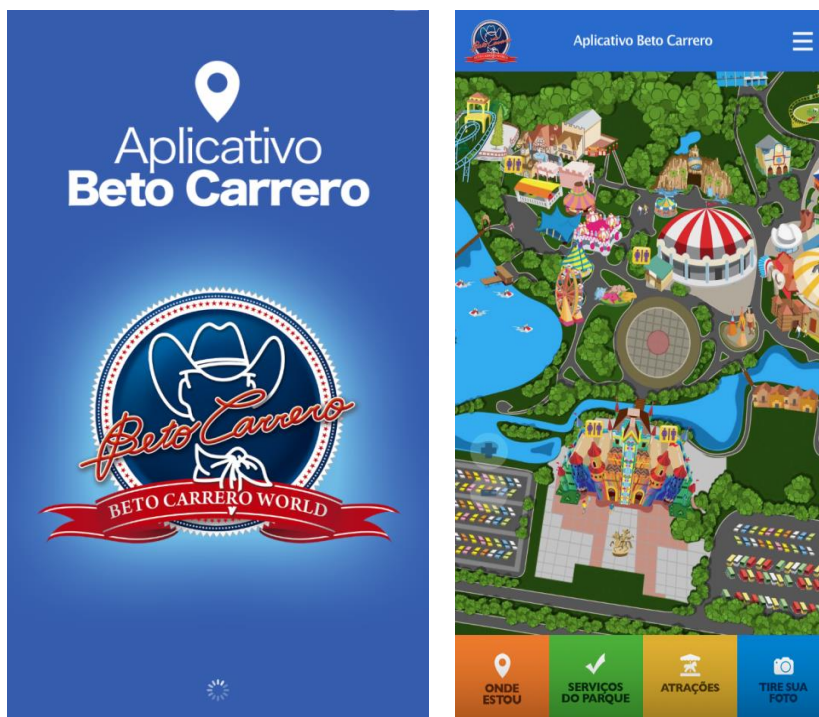 Aplicativo
Beto Carrero
Beto Carrero
BETO CARRERO WORLD
Aplicativo Beto Carrero
ONDE
ESTOU
SERVIÇOS
DO PARQUE
ATRAÇÕES
TIRE SUA
FOTO